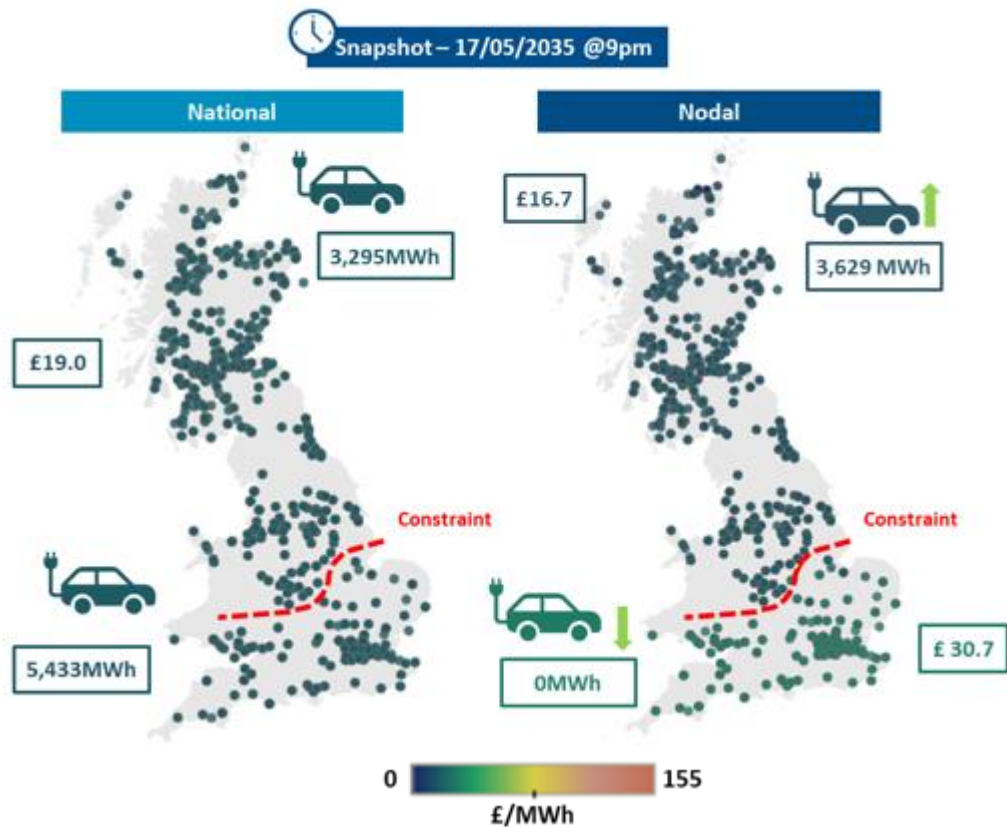 Snapshot – 17/05/2035 @9pm
National
Nodal
3,295MWh
£19.0
Constraint
5,433MWh
£16.7
3,629 MWh
Constraint
0MWh
£ 30.7
0
155
£/MWh